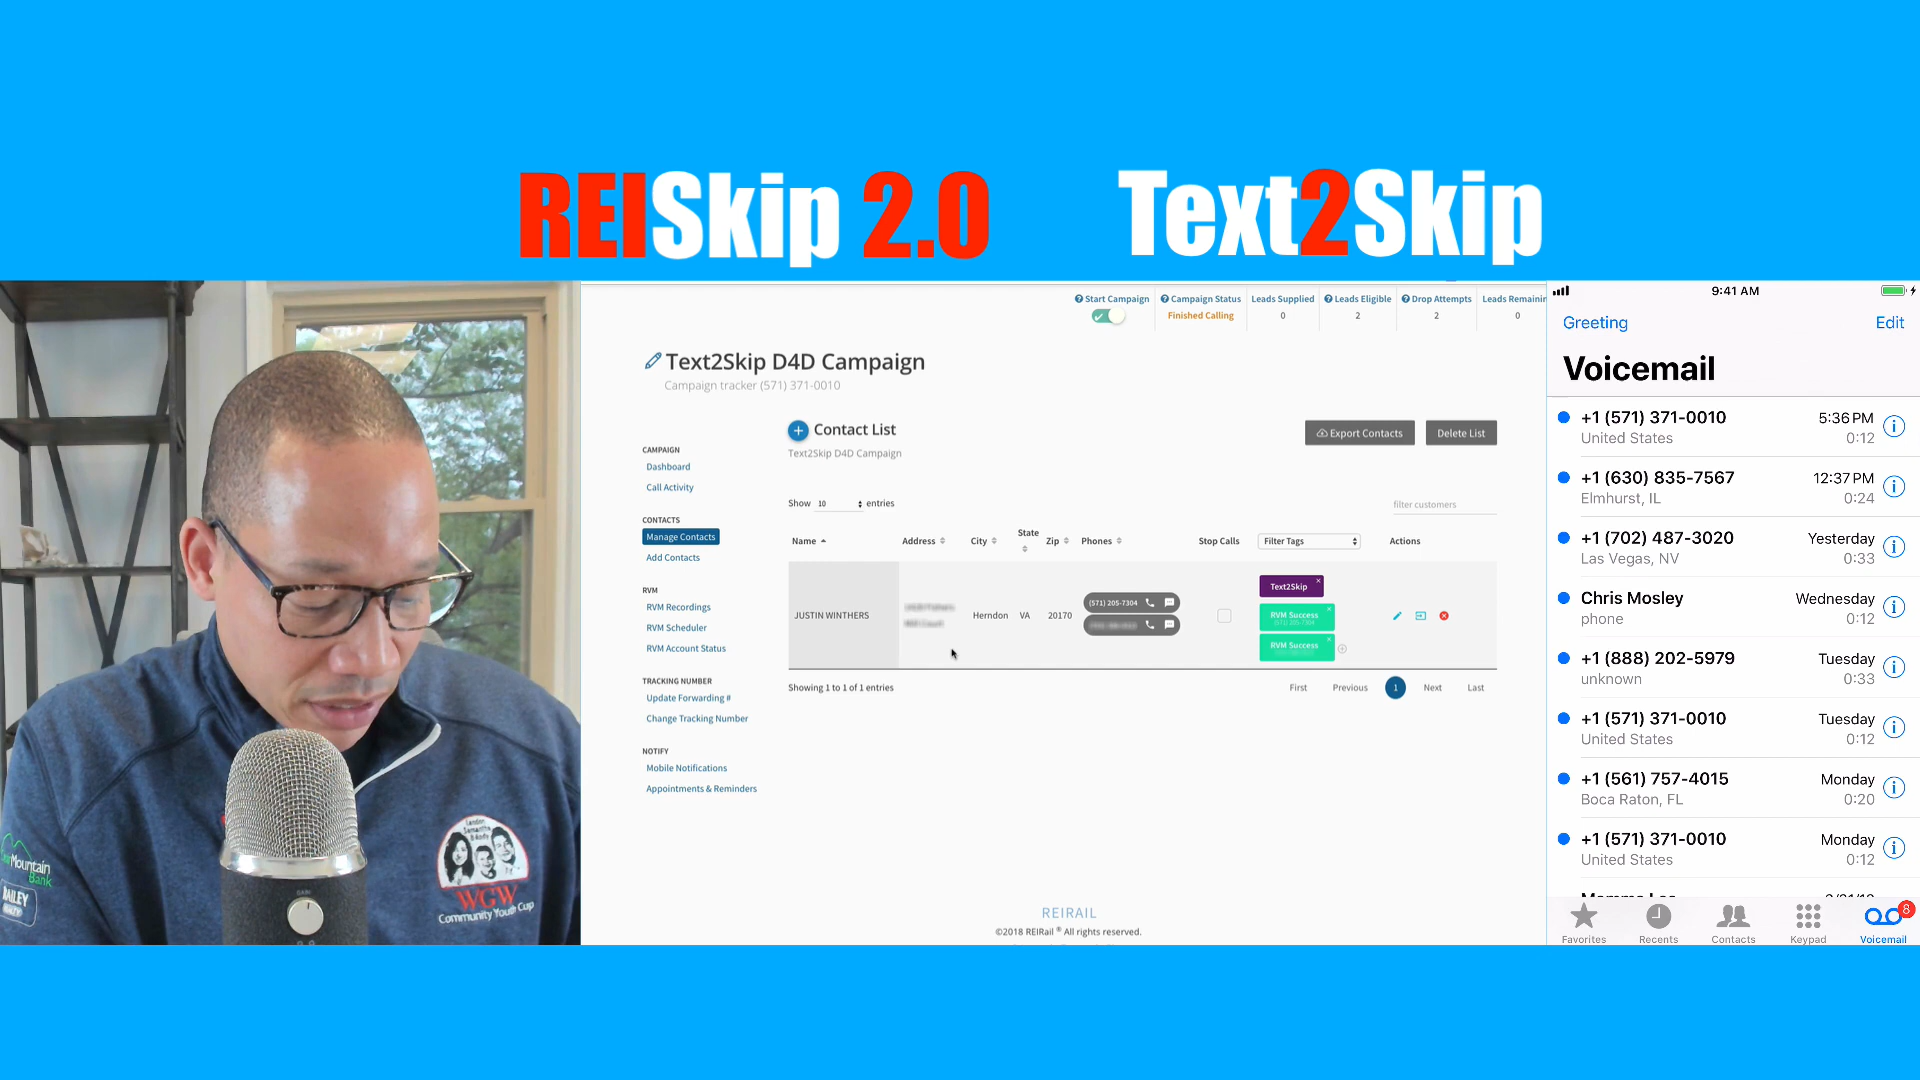 REISkip 2.0
Text2Skip
Start Campaign
Campaign Status
Finished Calling
Leads Supplied
0
Leads Eligible
2
Drop Attempts
2
Leads Remainin
0
Text2Skip D4D Campaign
Campaign tracker (571) 371-0010
CAMPAIGN
Dashboard
Call Activity
CONTACTS
Manage Contacts
Add Contacts
RVM
RVM Recordings
RVM Scheduler
RVM Account Status
TRACKING NUMBER
Update Forwarding #
Change Tracking Number
NOTIFY
Mobile Notifications
Appointments & Reminders
Contact List
Text2Skip D4D Campaign
Export Contacts
Delete List
Show 10 entries
filter customers
Name Address City State Zip Phones Stop Calls Filter Tags Actions
JUSTIN WINTHERS
Herndon VA 20170
(571) 205-7304
Text2Skip
RVM Success
(571) 205-7304
RVM Success
Showing 1 to 1 of 1 entries
First Previous 1 Next Last
REIRAIL
©2018 REIRail ® All rights reserved.
9:41 AM
Greeting
Edit
Voicemail
+1 (571) 371-0010 5:36 PM
United States 0:12
+1 (630) 835-7567 12:37 PM
Elmhurst, IL 0:24
+1 (702) 487-3020 Yesterday
Las Vegas, NV 0:33
Chris Mosley Wednesday
phone 0:12
+1 (888) 202-5979 Tuesday
unknown 0:33
+1 (571) 371-0010 Tuesday
United States 0:12
+1 (561) 757-4015 Monday
Boca Raton, FL 0:20
+1 (571) 371-0010 Monday
United States 0:12
8
Favorites
Recents
Contacts
Keypad
Voicemail
Mountain
Bank
RAILEY
REALTY
Landon
Samantha
WGW
Community Youth Cup